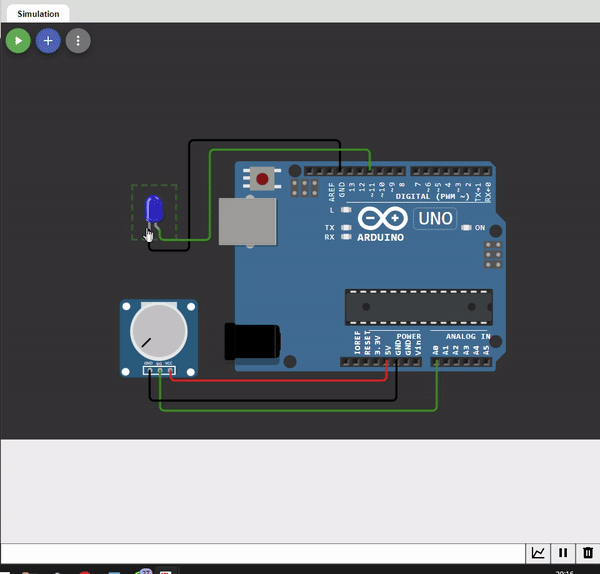 Simulation
AREF
GND
13
12
~11
~10
~9
8
7
~6
~5
4
~3
2
TX→1
RX←0
DIGITAL (PWM ~)
L
TX
RX
UNO
ON
ARDUINO
IOREF
RESET
3.3V
5V
GND
GND
Vin
POWER
ANALOG IN
A0
A1
A2
A3
A4
A5
GND
SIG
VCC